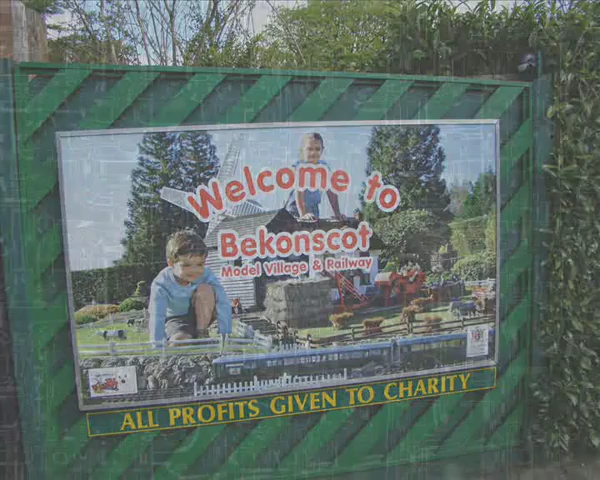 Welcome to
Bekonscot
Model Village & Railway
ALL PROFITS GIVEN TO CHARITY